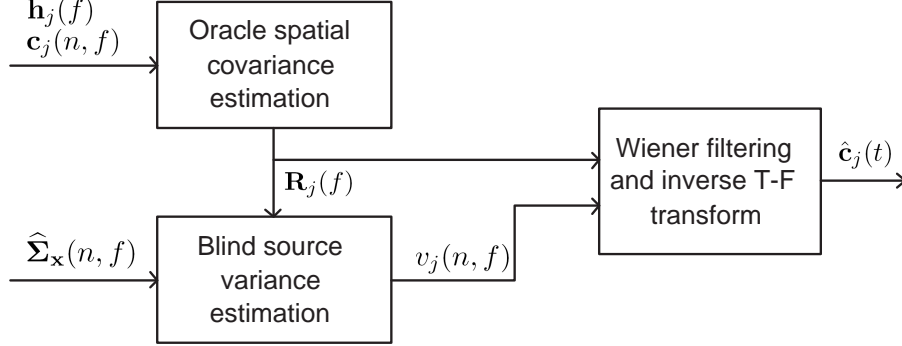 𝐡_j(f)
𝐜_j(n, f)
Oracle spatial
covariance
estimation
𝐑_j(f)
Wiener filtering
and inverse T-F
transform
𝐜̂_j(t)
𝚺̂_𝐱(n, f)
Blind source
variance
estimation
v_j(n, f)